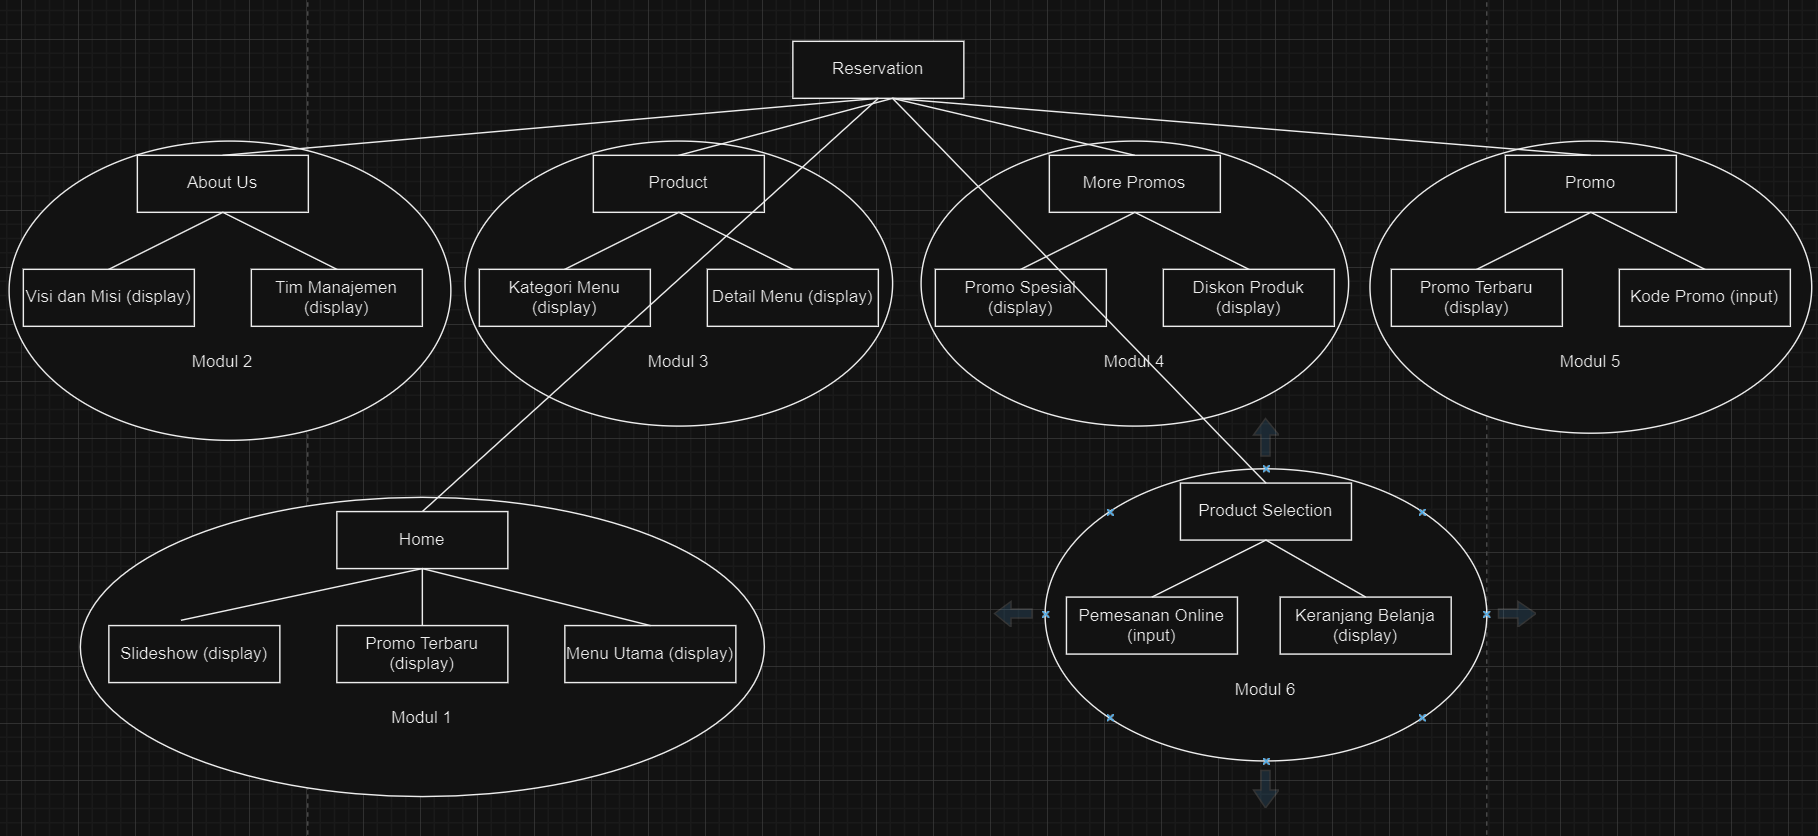 Reservation
About Us
Product
More Promos
Promo
Visi dan Misi (display)
Tim Manajemen
(display)
Kategori Menu
(display)
Detail Menu (display)
Promo Spesial
(display)
Diskon Produk
(display)
Promo Terbaru
(display)
Kode Promo (input)
Modul 2
Modul 3
Modul 4
Modul 5
Home
Product Selection
Slideshow (display)
Promo Terbaru
(display)
Menu Utama (display)
Pemesanan Online
(input)
Keranjang Belanja
(display)
Modul 1
Modul 6